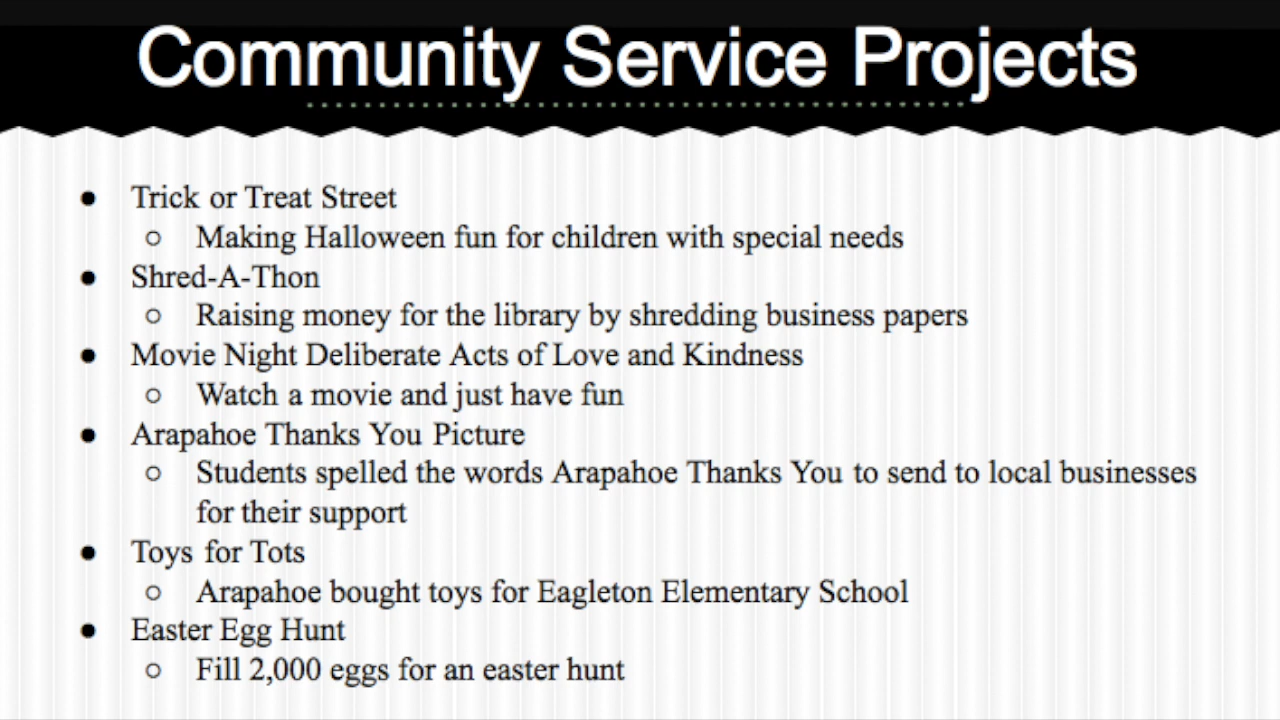 Community Service Projects
● Trick or Treat Street
○ Making Halloween fun for children with special needs
● Shred-A-Thon
○ Raising money for the library by shredding business papers
● Movie Night Deliberate Acts of Love and Kindness
○ Watch a movie and just have fun
● Arapahoe Thanks You Picture
○ Students spelled the words Arapahoe Thanks You to send to local businesses
for their support
● Toys for Tots
○ Arapahoe bought toys for Eagleton Elementary School
● Easter Egg Hunt
○ Fill 2,000 eggs for an easter hunt